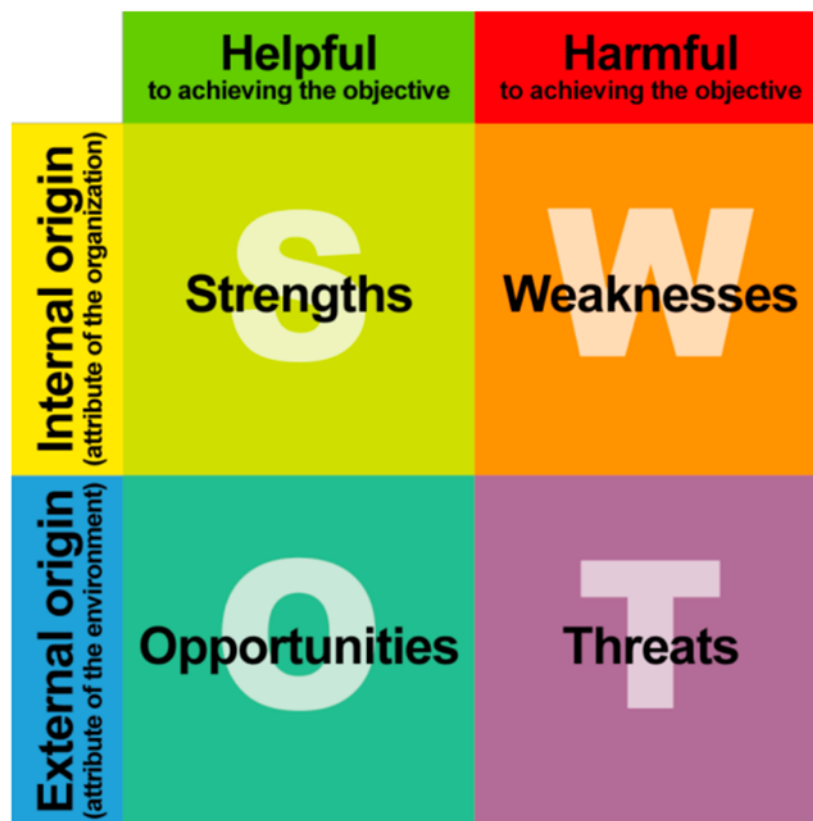 Helpful
to achieving the objective
Harmful
to achieving the objective
Internal origin
(attribute of the organization)
S
Strengths
W
Weaknesses
External origin
(attribute of the environment)
O
Opportunities
T
Threats